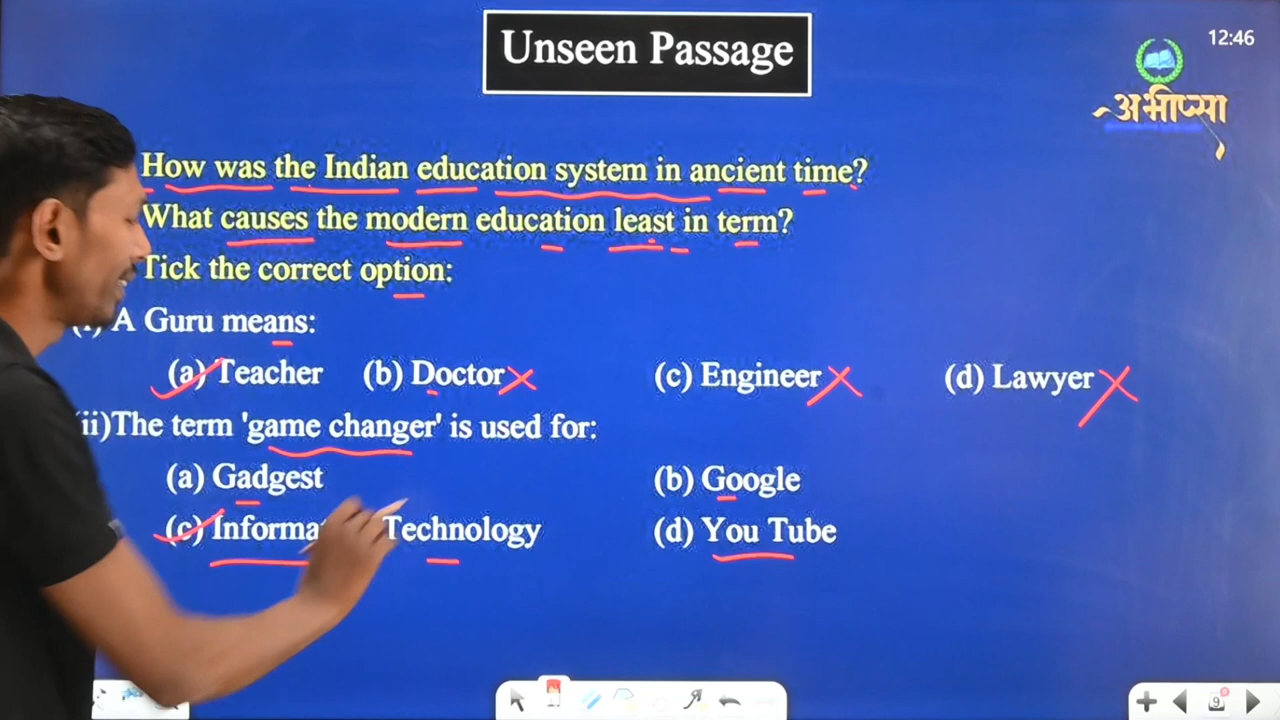 Unseen Passage
12:46
अभीप्सा
How was the Indian education system in ancient time?
What causes the modern education least in term?
Tick the correct option:
(i) A Guru means:
(a) Teacher (b) Doctor (c) Engineer (d) Lawyer
(ii)The term 'game changer' is used for:
(a) Gadgest (b) Google
(c) Informa Technology (d) You Tube
9